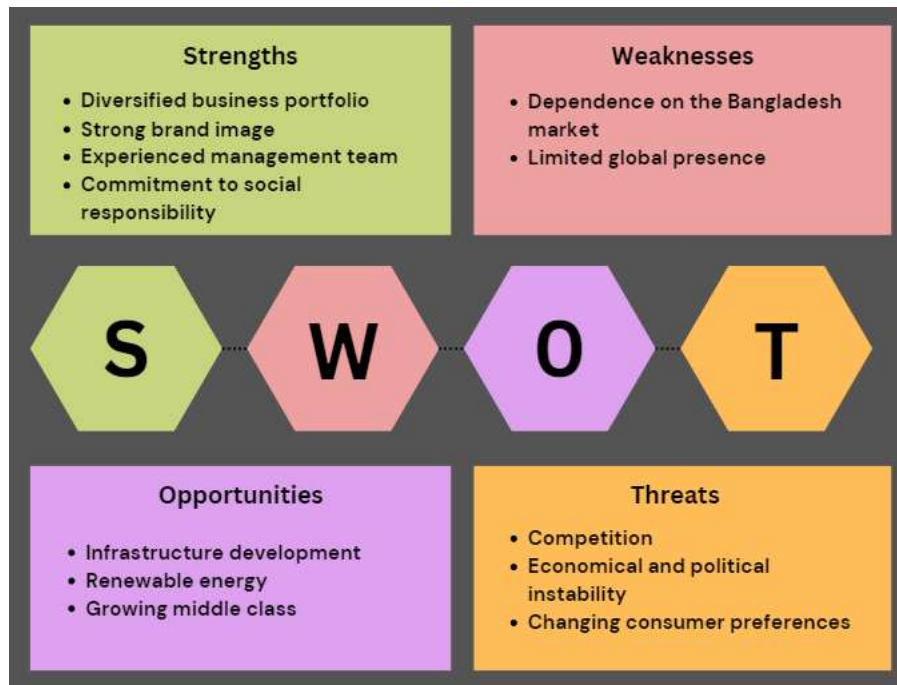 Strengths
• Diversified business portfolio
• Strong brand image
• Experienced management team
• Commitment to social
responsibility
Weaknesses
• Dependence on the Bangladesh
market
• Limited global presence
S
W
O
T
Opportunities
• Infrastructure development
• Renewable energy
• Growing middle class
Threats
• Competition
• Economical and political
instability
• Changing consumer preferences